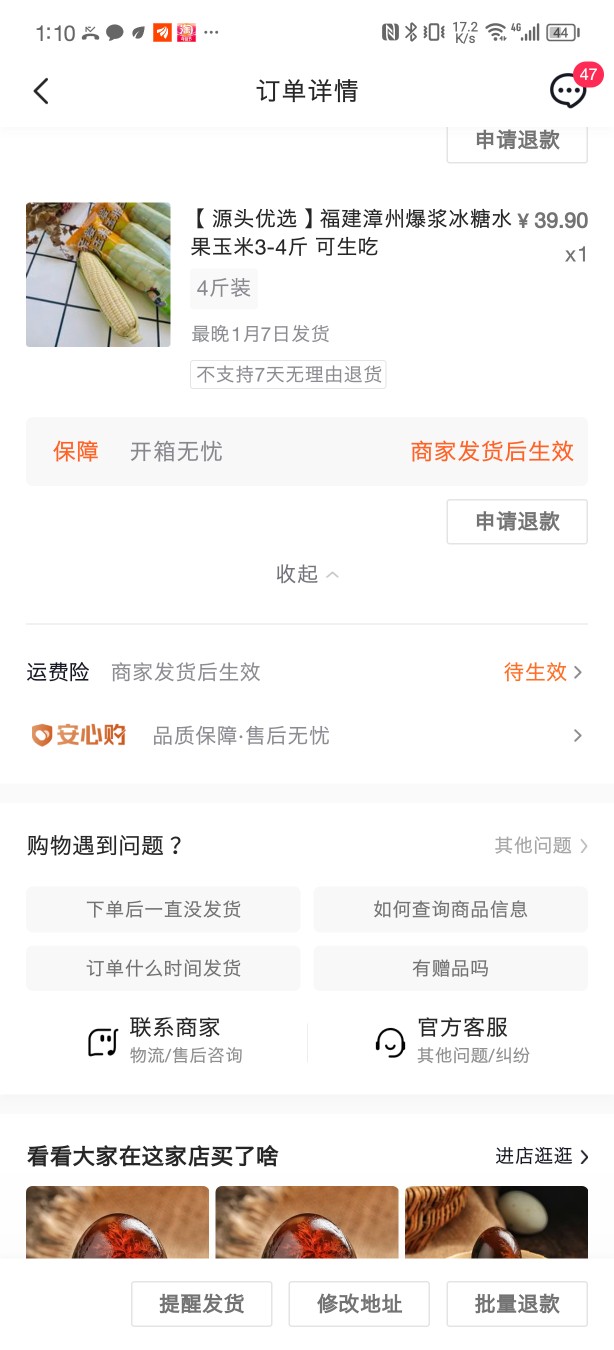 1:10
17.2
K/s
4G
44
订单详情
47
申请退款
【 源头优选 】福建漳州爆浆冰糖水
¥ 39.90
果玉米3-4斤 可生吃
x1
4斤装
最晚1月7日发货
不支持7天无理由退货
保障 开箱无忧 商家发货后生效
申请退款
收起
运费险 商家发货后生效 待生效
安心购 品质保障·售后无忧
购物遇到问题？ 其他问题
下单后一直没发货 如何查询商品信息
订单什么时间发货 有赠品吗
联系商家 官方客服
物流/售后咨询 其他问题/纠纷
看看大家在这家店买了啥 进店逛逛
提醒发货 修改地址 批量退款